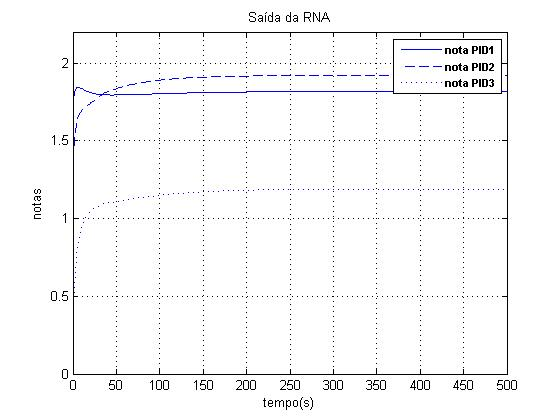 Saída da RNA
nota PID1
nota PID2
nota PID3
notas
2
1.5
1
0.5
0
0 50 100 150 200 250 300 350 400 450 500
tempo(s)